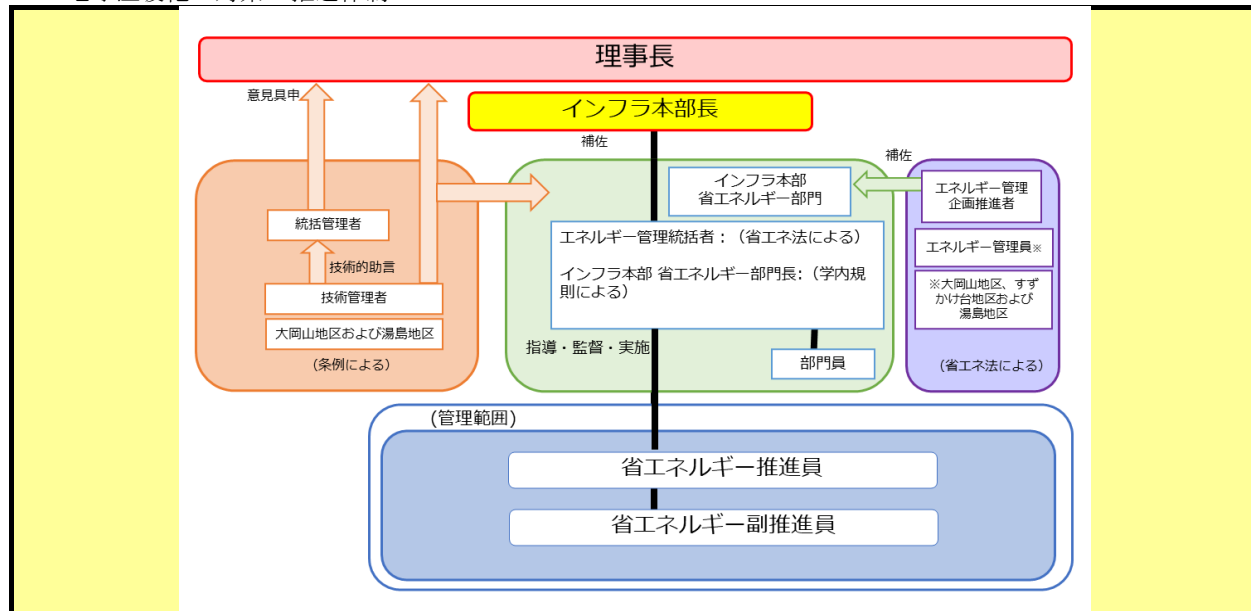 理事長
意見具申
インフラ本部長
補佐
補佐
統括管理者
技術的助言
技術管理者
大岡山地区および湯島地区
(条例による)
インフラ本部
省エネルギー部門
エネルギー管理統括者：（省エネ法による）
インフラ本部 省エネルギー部門長:（学内規
則による）
指導・監督・実施
部門員
エネルギー管理
企画推進者
エネルギー管理員※
※大岡山地区、すず
かけ台地区および
湯島地区
(省エネ法による)
(管理範囲)
省エネルギー推進員
省エネルギー副推進員